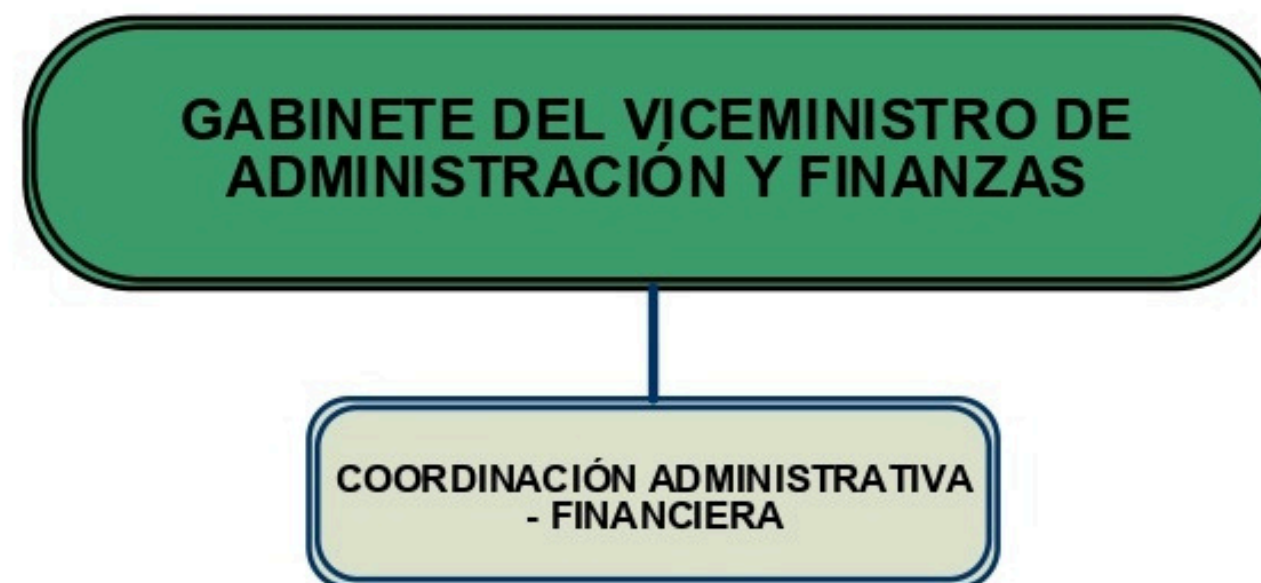 GABINETE DEL VICEMINISTRO DE
ADMINISTRACIÓN Y FINANZAS
COORDINACIÓN ADMINISTRATIVA
- FINANCIERA